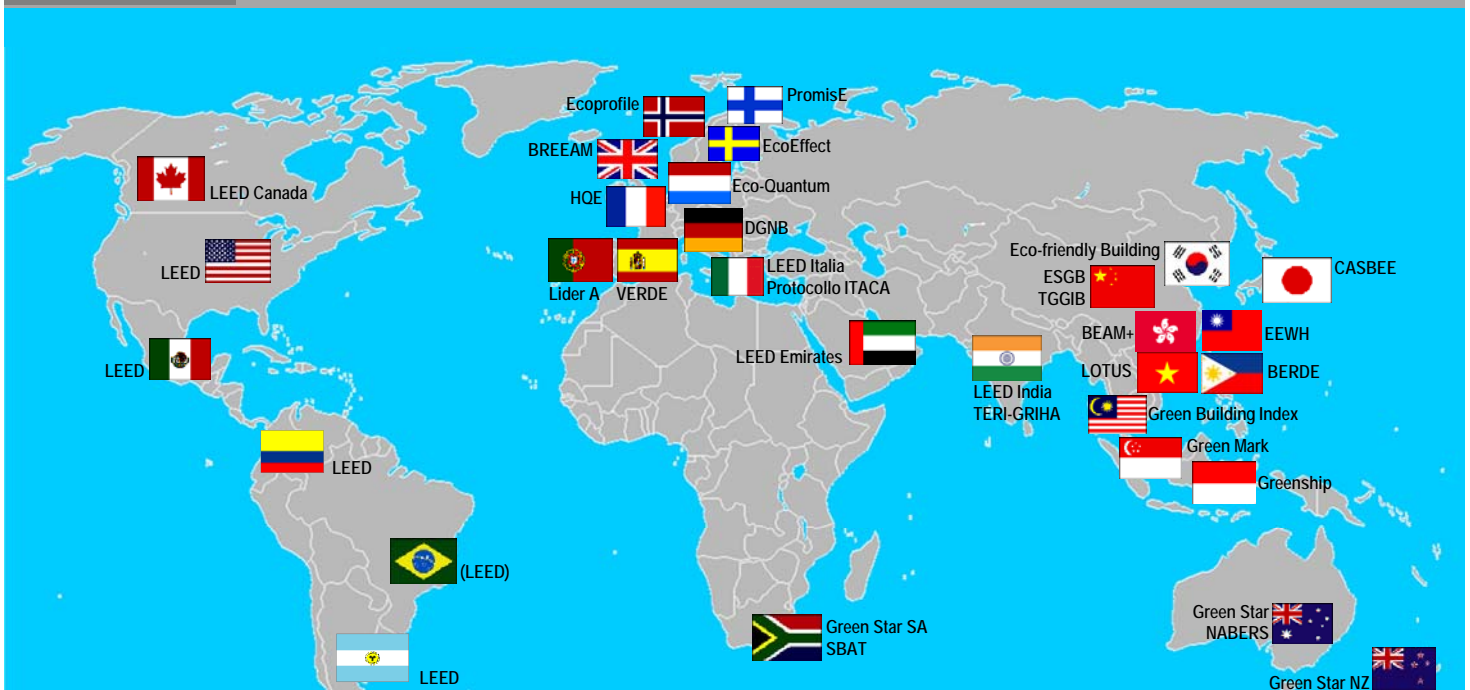 PromisE
Ecoprofile
EcoEffect
BREEAM
Eco-Quantum
LEED Canada
HQE
DGNB
Eco-friendly Building
LEED
LEED Italia
Protocollo ITACA
CASBEE
ESGB
TGGIB
Lider A
VERDE
BEAM+
EEWH
LEED Emirates
LEED
LOTUS
BERDE
LEED India
TERI-GRIHA
Green Building Index
Green Mark
LEED
Greenship
(LEED)
Green Star
NABERS
Green Star SA
SBAT
LEED
Green Star NZ